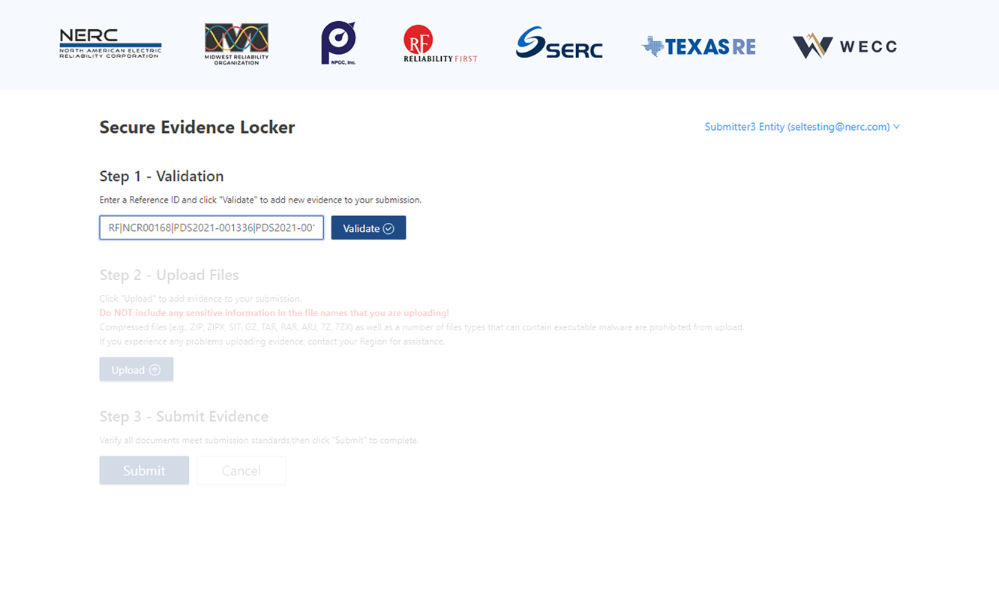 NERC
NORTH AMERICAN ELECTRIC
RELIABILITY CORPORATION
MIDWEST RELIABILITY
ORGANIZATION
NPCC, Inc.
RF
RELIABILITY FIRST
SERC
TEXAS RE
WECC
Secure Evidence Locker
Submitter3 Entity (seltesting@nerc.com)
Step 1 - Validation
Enter a Reference ID and click "Validate" to add new evidence to your submission.
RF|NCR00168|PDS2021-001336|PDS2021-001
Validate
Step 2 - Upload Files
Click "Upload" to add evidence to your submission.
Do NOT include any sensitive information in the file names that you are uploading!
Compressed files (e.g., ZIP, ZIPX, SIT, GZ, TAR, RAR, ARJ, 7Z, 7ZX) as well as a number of files types that can contain executable malware are prohibited from upload.
If you experience any problems uploading evidence, contact your Region for assistance.
Upload
Step 3 - Submit Evidence
Verify all documents meet submission standards,then click "Submit" to complete.
Submit
Cancel